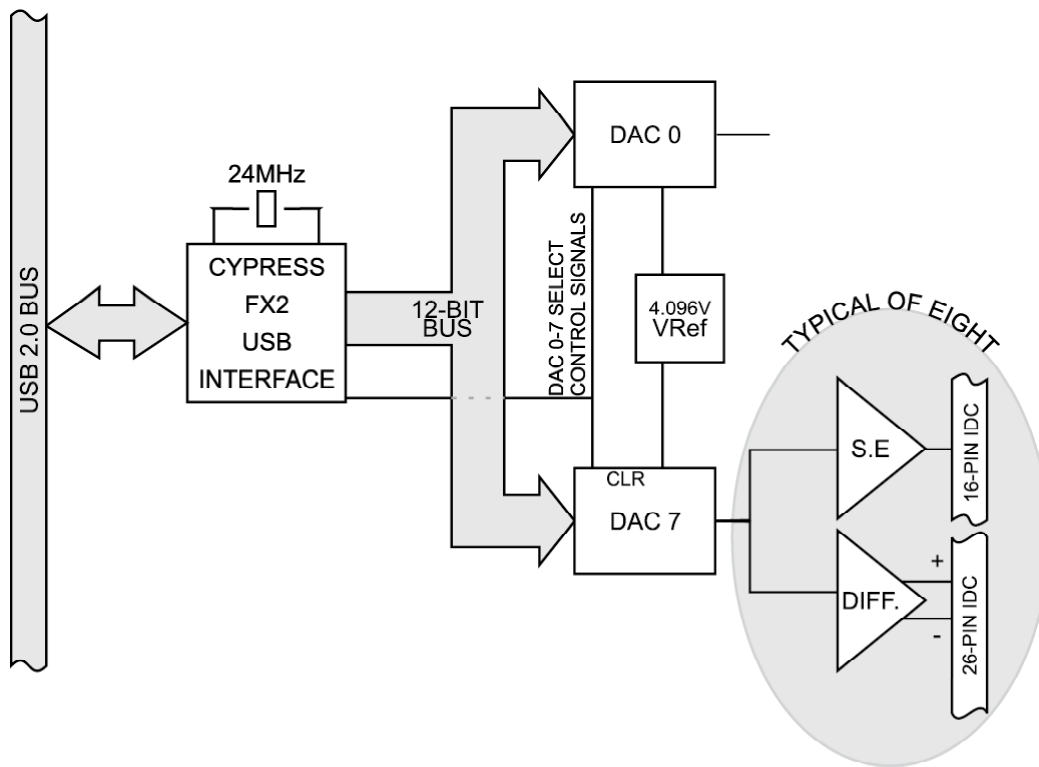 USB 2.0 BUS
24MHz
CYPRESS
FX2
USB
INTERFACE
12-BIT
BUS
DAC 0
DAC 0-7 SELECT
CONTROL SIGNALS
4.096V
VRef
CLR
DAC 7
TYPICAL OF EIGHT
S.E
16-PIN IDC
DIFF.
+
-
26-PIN IDC